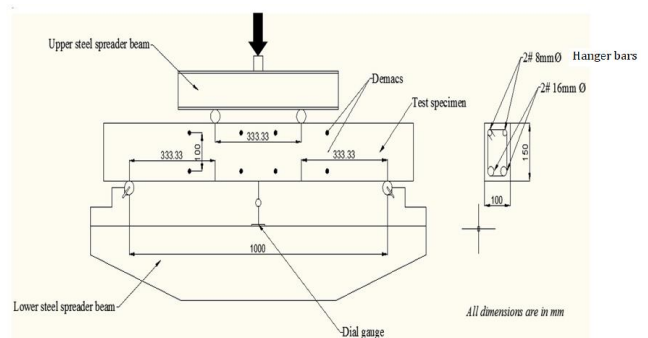 Upper steel spreader beam
2# 8mmØ Hanger bars
Demacs
2# 16mm Ø
Test specimen
333.33
100
333.33
333.33
150
100
1000
Lower steel spreader beam
All dimensions are in mm
Dial gauge